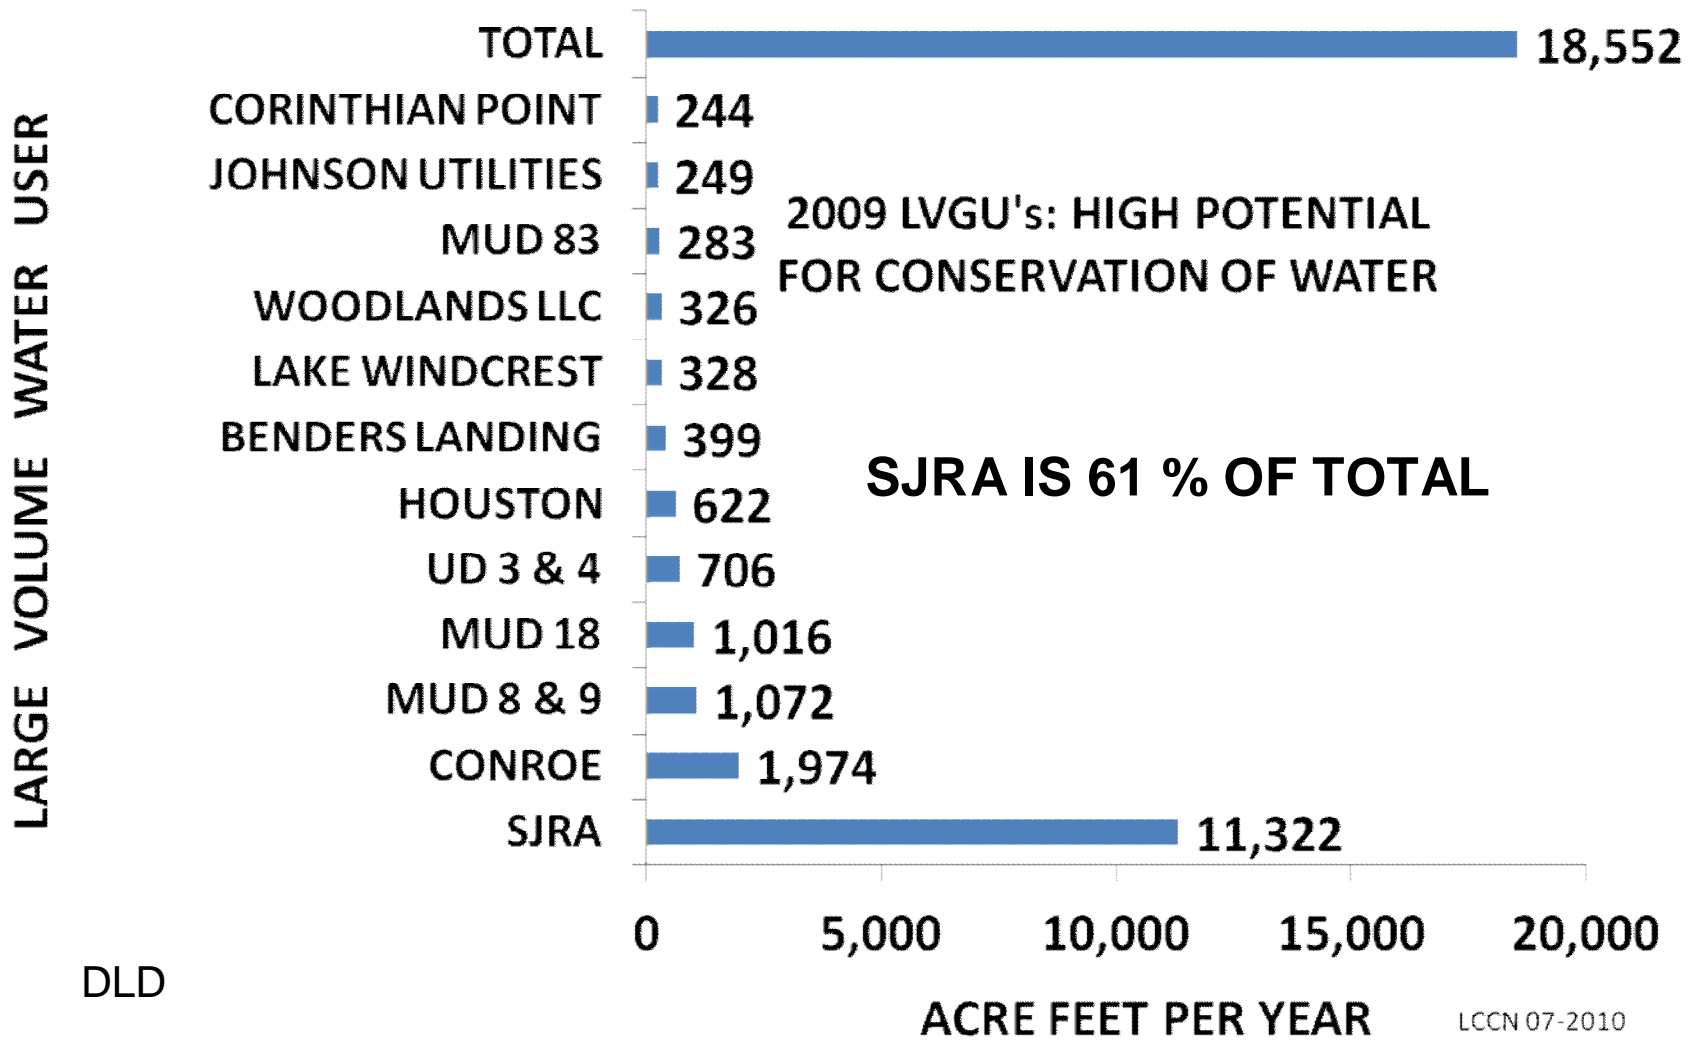 LARGE VOLUME WATER USER
TOTAL 18,552
CORINTHIAN POINT 244
JOHNSON UTILITIES 249
MUD 83 283
WOODLANDS LLC 326
LAKE WINDCREST 328
BENDERS LANDING 399
HOUSTON 622
UD 3 & 4 706
MUD 18 1,016
MUD 8 & 9 1,072
CONROE 1,974
SJRA 11,322
2009 LVGU's: HIGH POTENTIAL
FOR CONSERVATION OF WATER
SJRA IS 61 % OF TOTAL
0 5,000 10,000 15,000 20,000
ACRE FEET PER YEAR
DLD
LCCN 07-2010